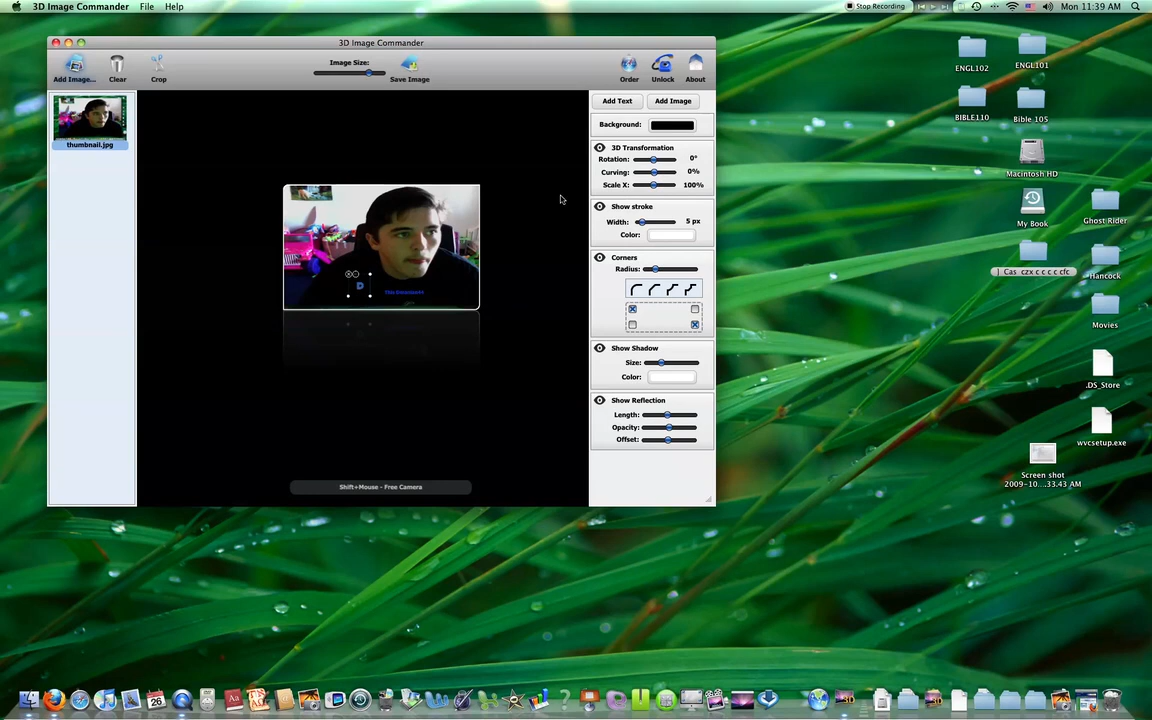 3D Image Commander File Help
Stop Recording
Mon 11:39 AM
3D Image Commander
Add Image...
Clear
Crop
Image Size:
Save Image
Order
Unlock
About
thumbnail.jpg
D
Shift+Mouse - Free Camera
Add Text
Add Image
Background:
3D Transformation
Rotation: 0°
Curving: 0%
Scale X: 100%
Show stroke
Width: 5 px
Color:
Corners
Radius:
Show Shadow
Size:
Color:
Show Reflection
Length:
Opacity:
Offset:
ENGL102
ENGL101
BIBLE110
Bible 105
Macintosh HD
My Book
Ghost Rider
Hancock
Movies
.DS_Store
wvcsetup.exe
Screen shot
2009-10...33.43 AM
26
Aa